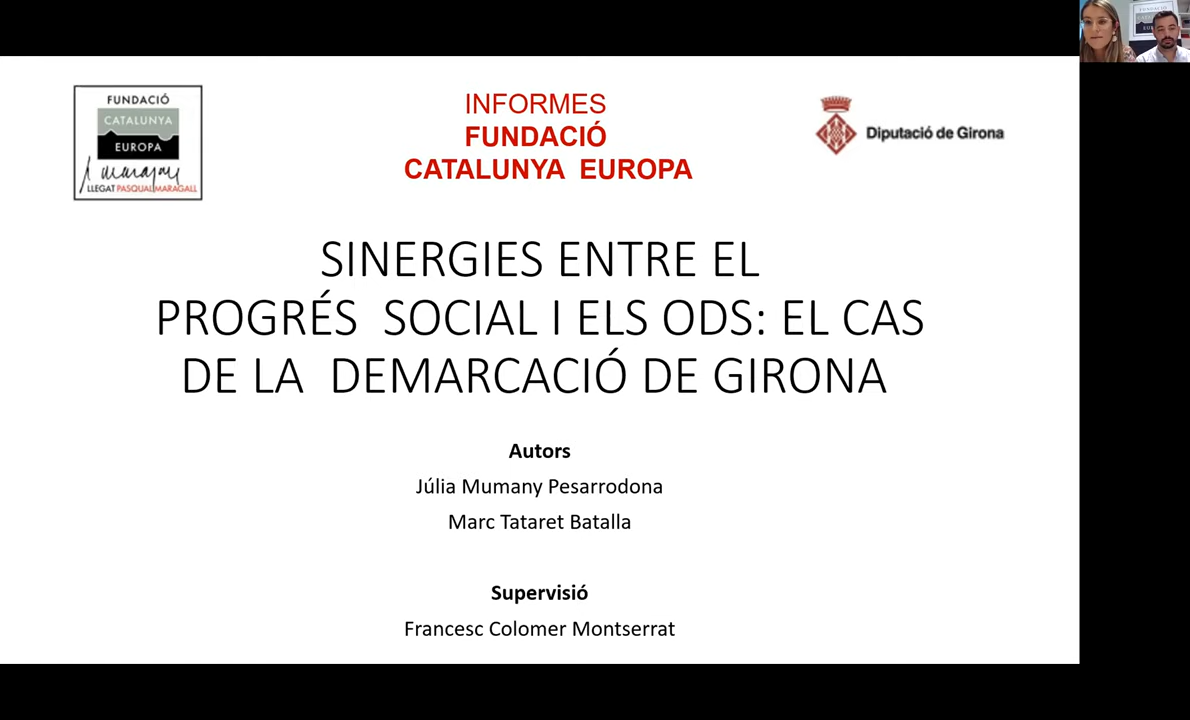 FUNDACIÓ
CATALUNYA
EUROPA
LLEGAT PASQUAL MARAGALL
INFORMES
FUNDACIÓ
CATALUNYA EUROPA
Diputació de Girona
SINERGIES ENTRE EL
PROGRÉS SOCIAL I ELS ODS: EL CAS
DE LA DEMARCACIÓ DE GIRONA
Autors
Júlia Mumany Pesarrodona
Marc Tataret Batalla
Supervisió
Francesc Colomer Montserrat